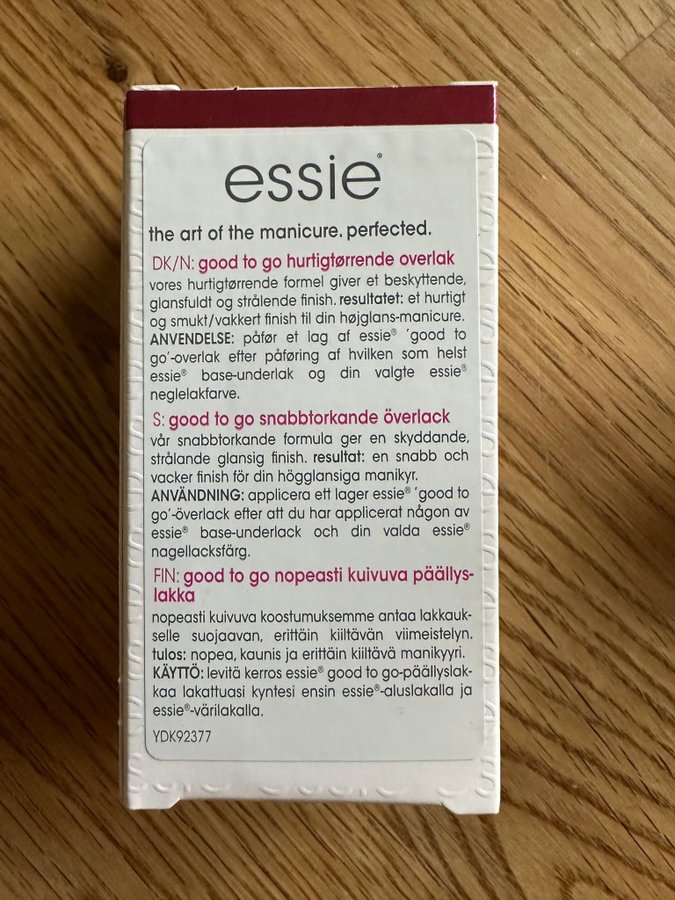 essie®
the art of the manicure. perfected.
DK/N: good to go hurtigtørrende overlak
vores hurtigtørrende formel giver et beskyttende,
glansfuldt og strålende finish. resultatet: et hurtigt
og smukt/vakkert finish til din højglans-manicure.
ANVENDELSE: påfør et lag af essie® ´good to
go´-overlak efter påføring af hvilken som helst
essie® base-underlak og din valgte essie®
neglelakfarve.
S: good to go snabbtorkande överlack
vår snabbtorkande formula ger en skyddande,
strålande glansig finish. resultat: en snabb och
vacker finish för din högglansiga manikyr.
ANVÄNDNING: applicera ett lager essie® ´good to
go´-överlack efter att du har applicerat någon av
essie® base-underlack och din valda essie®
nagellacksfärg.
FIN: good to go nopeasti kuivuva päällys-
lakka
nopeasti kuivuva koostumuksemme antaa lakkauk-
selle suojaavan, erittäin kiiltävän viimeistelyn.
tulos: nopea, kaunis ja erittäin kiiltävä manikyyri.
KÄYTTÖ: levitä kerros essie® good to go-päällyslak-
kaa lakattuasi kyntesi ensin essie®-aluslakalla ja
essie®-värilakalla.
YDK92377